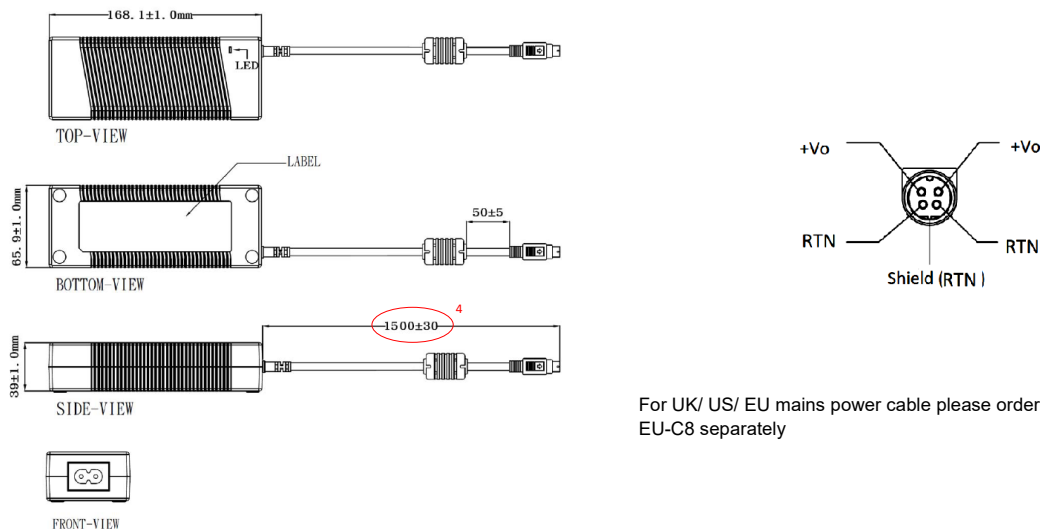 168.1±1.0mm
LED
TOP-VIEW
LABEL
65.9±1.0mm
50±5
BOTTOM-VIEW
4
1500±30
39±1.0mm
SIDE-VIEW
FRONT-VIEW
+Vo
+Vo
RTN
RTN
Shield (RTN )
For UK/ US/ EU mains power cable please order
EU-C8 separately